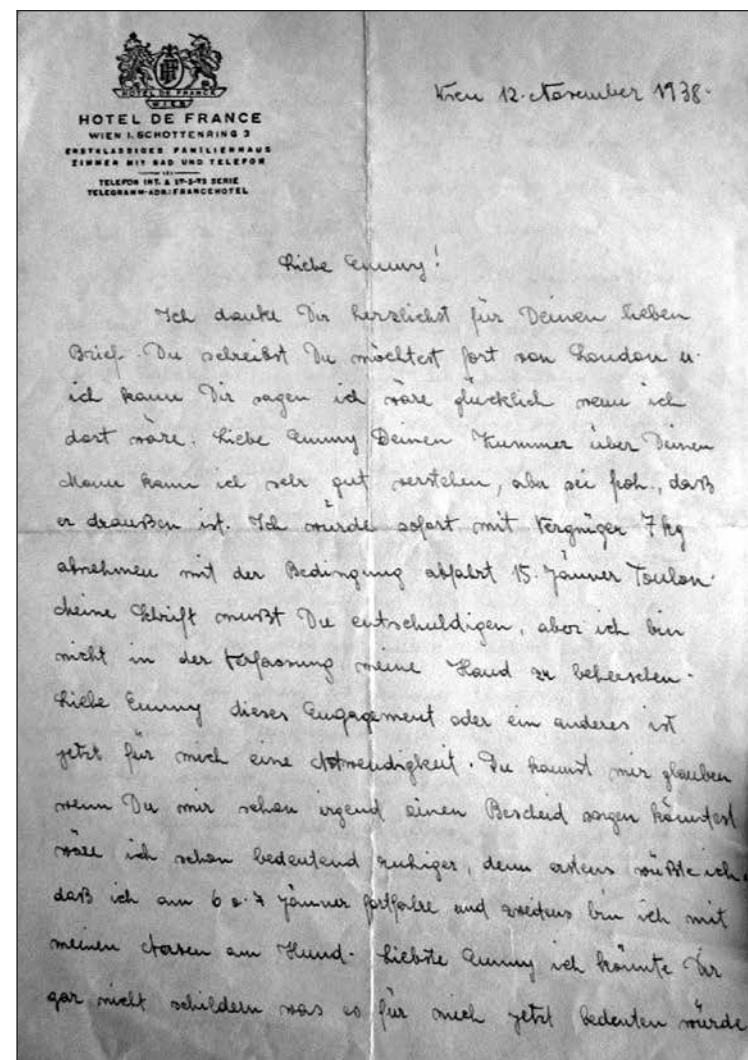 HOTEL DE FRANCE
WIEN
HOTEL DE FRANCE
WIEN I. SCHOTTENRING 3
ERSTKLASSIGES FAMILIENHAUS
ZIMMER MIT BAD UND TELEFON
TELEFON INT. A 17-5-75 SERIE
TELEGRAMM-ADR: FRANCEHOTEL
Wien 12. November 1938.
Liebe Emmy!
Ich danke Dir herzlichst für Deinen lieben
Brief. Du schreibst Du möchtest fort von London u.
ich kann Dir sagen ich wäre glücklich wenn ich
dort wäre. Liebe Emmy Deinen Kummer über Deinen
Mann kann ich sehr gut verstehen, aber sei froh, daß
er draußen ist. Ich würde sofort mit Vergnügen 7 kg
abnehmen mit der Bedingung abfahrt 15. Jänner Toulon.
Meine Schrift mußt Du entschuldigen, aber ich bin
nicht in der Verfassung meine Hand zu beherschen.
Liebe Emmy dieses Engagement oder ein anderes ist
jetzt für mich eine Notwendigkeit. Du kannst mir glauben
wenn Du mir schon irgend einen Bescheid sagen könntest
wäre ich schon bedeutend ruhiger, denn erstens wüßte ich,
daß ich am 6 o. 7 Jänner fortfahre und zweitens bin ich mit
meinen Nerven am Hund. Liebste Emmy ich könnte Dir
gar nicht schildern was es für mich jetzt bedeuten würde